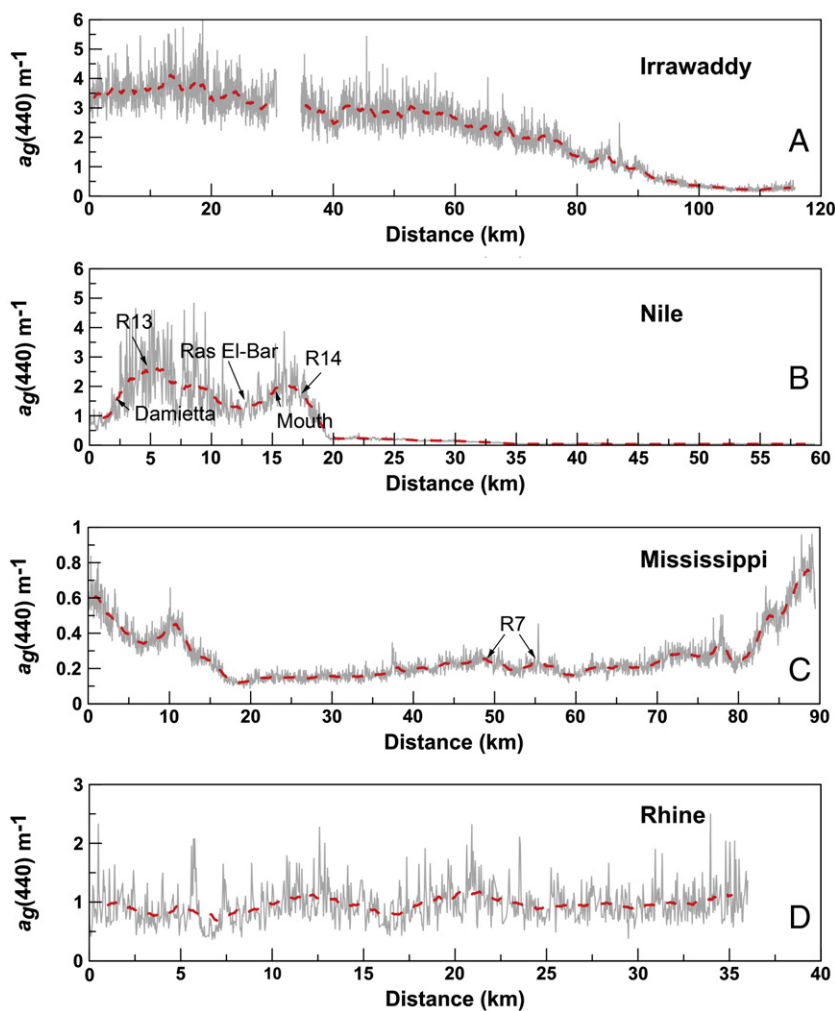 6
5
4
3
2
1
0
ag(440) m-1
Irrawaddy
A
0 20 40 60 80 100 120
Distance (km)
6
5
4
3
2
1
0
ag(440) m-1
Nile
R13
Ras El-Bar
R14
B
Damietta
Mouth
0 5 10 15 20 25 30 35 40 45 50 55 60
Distance (km)
1
0.8
0.6
0.4
0.2
0
ag(440) m-1
Mississippi
R7
C
0 10 20 30 40 50 60 70 80 90
Distance (km)
3
2
1
0
ag(440) m-1
Rhine
D
0 5 10 15 20 25 30 35 40
Distance (km)